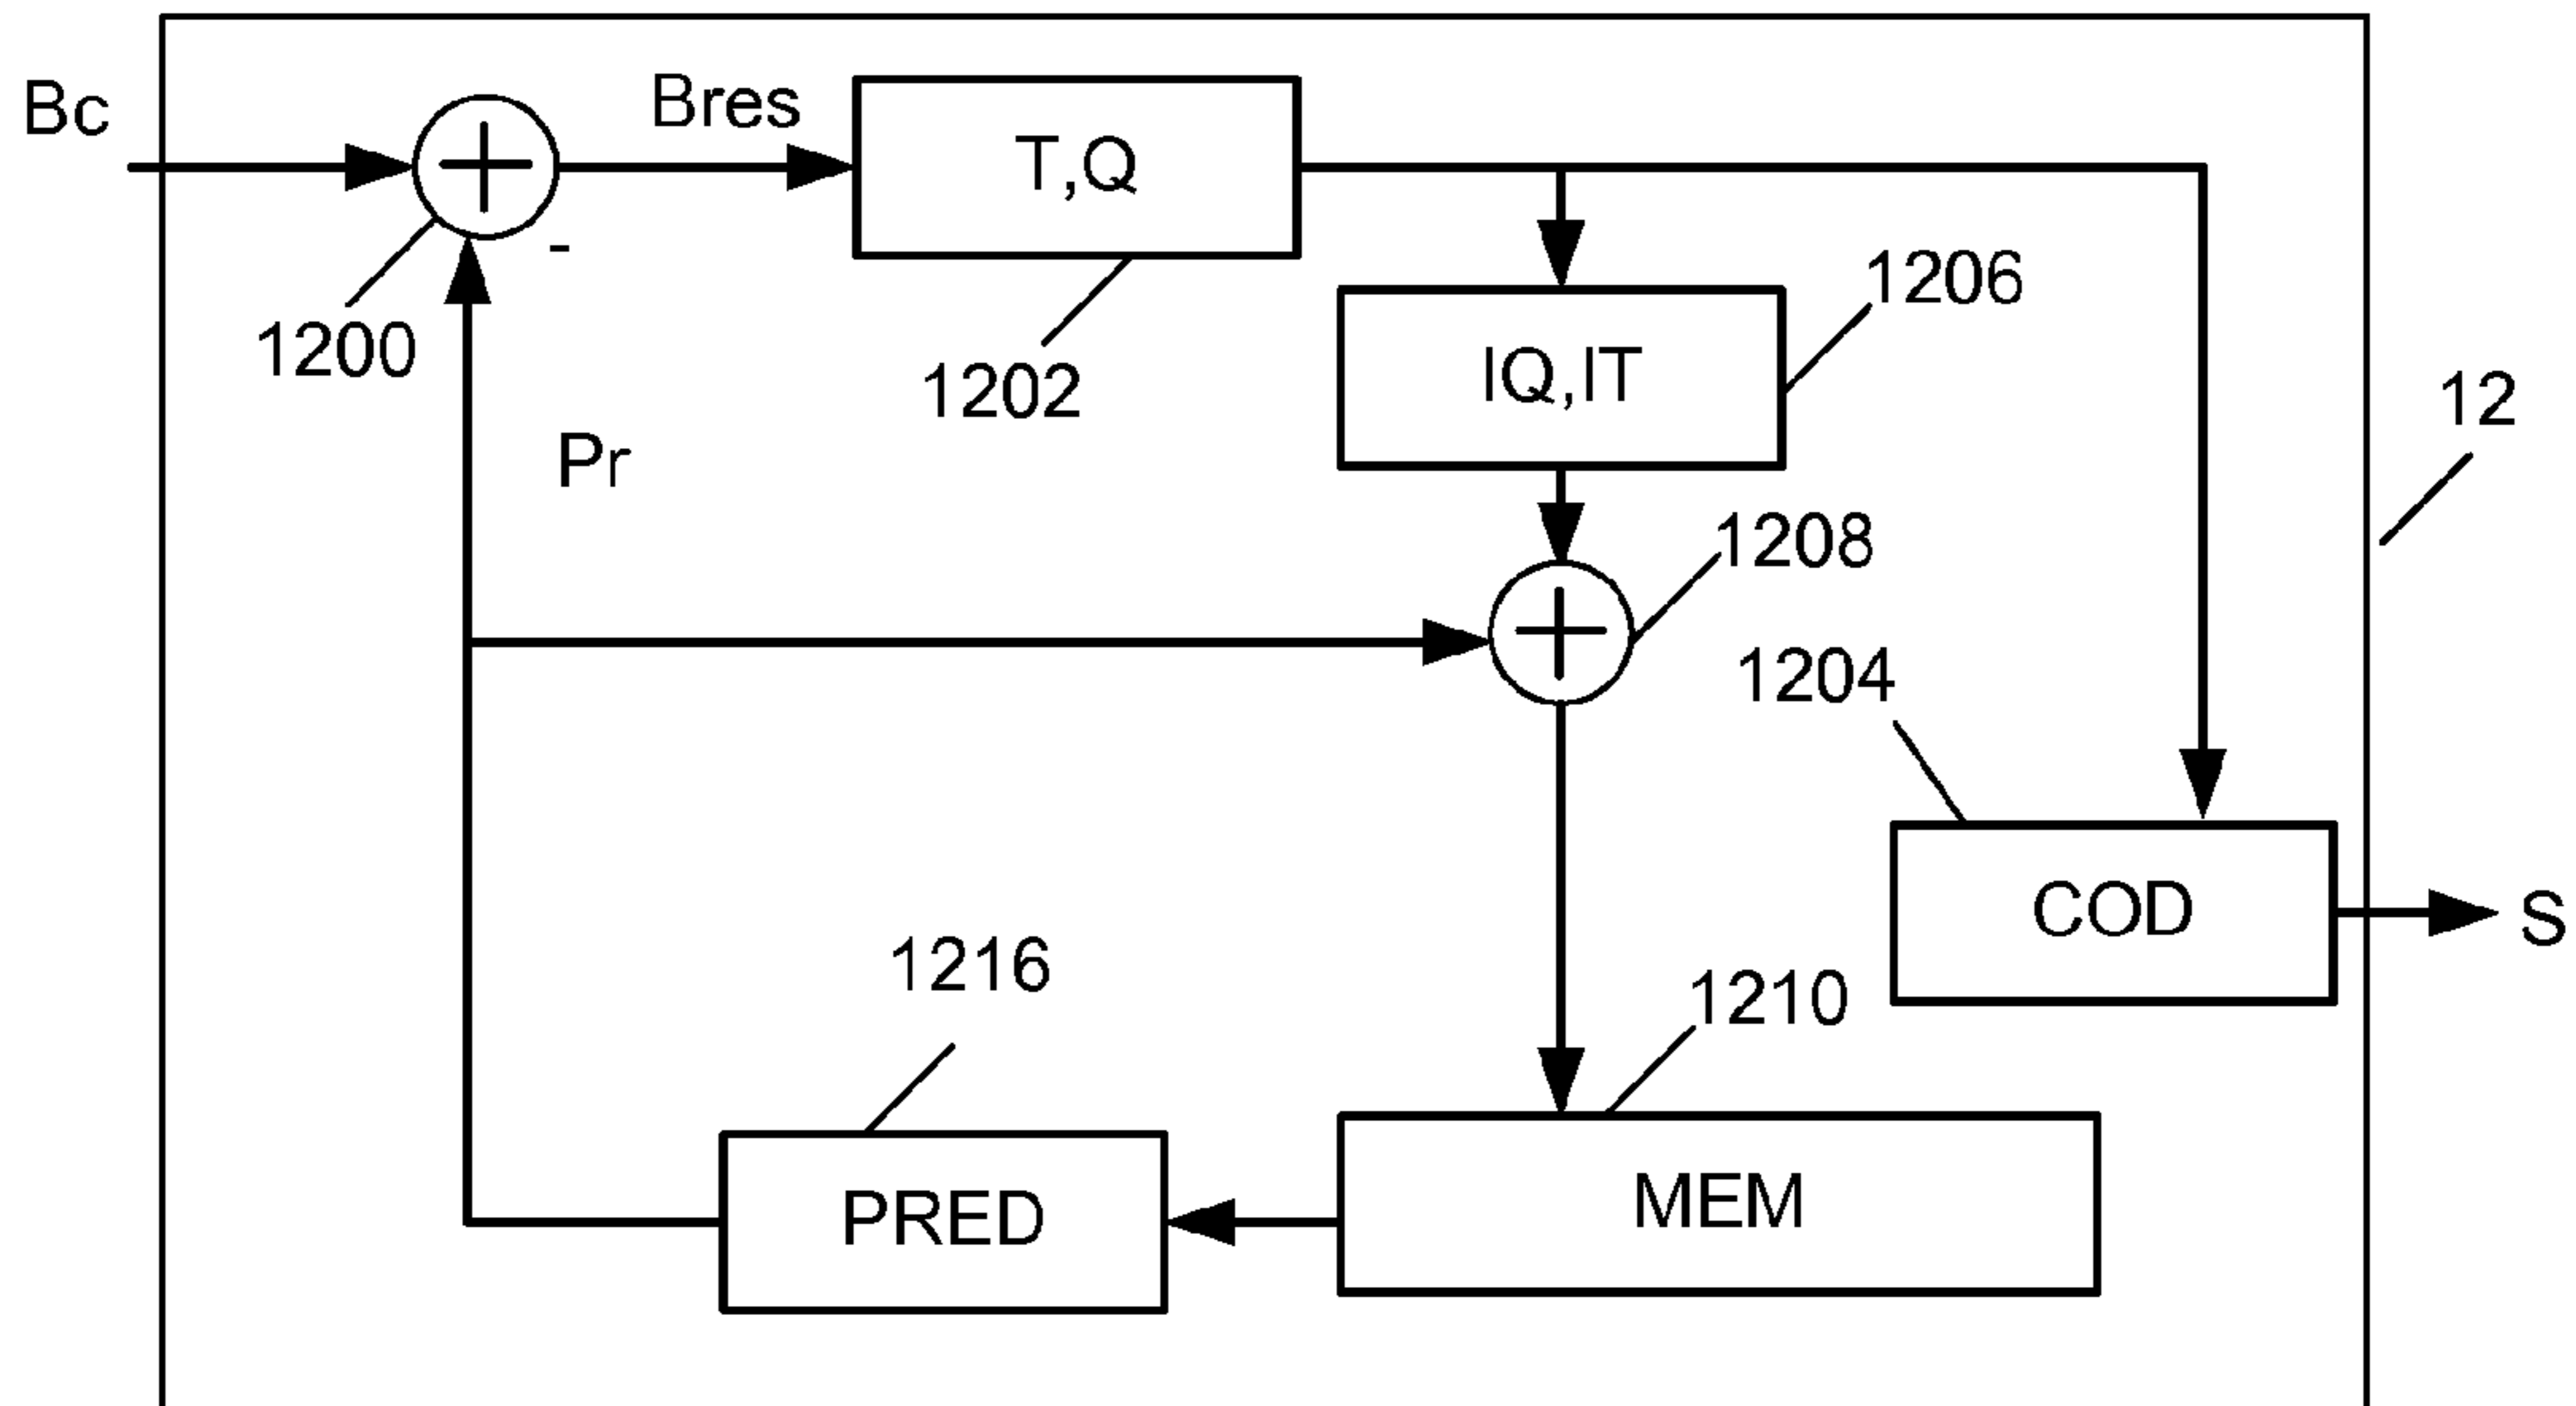 Bc
Bres
T,Q
-
1200
1202
1206
IQ,IT
12
Pr
1208
1204
COD
S
1216
1210
PRED
MEM